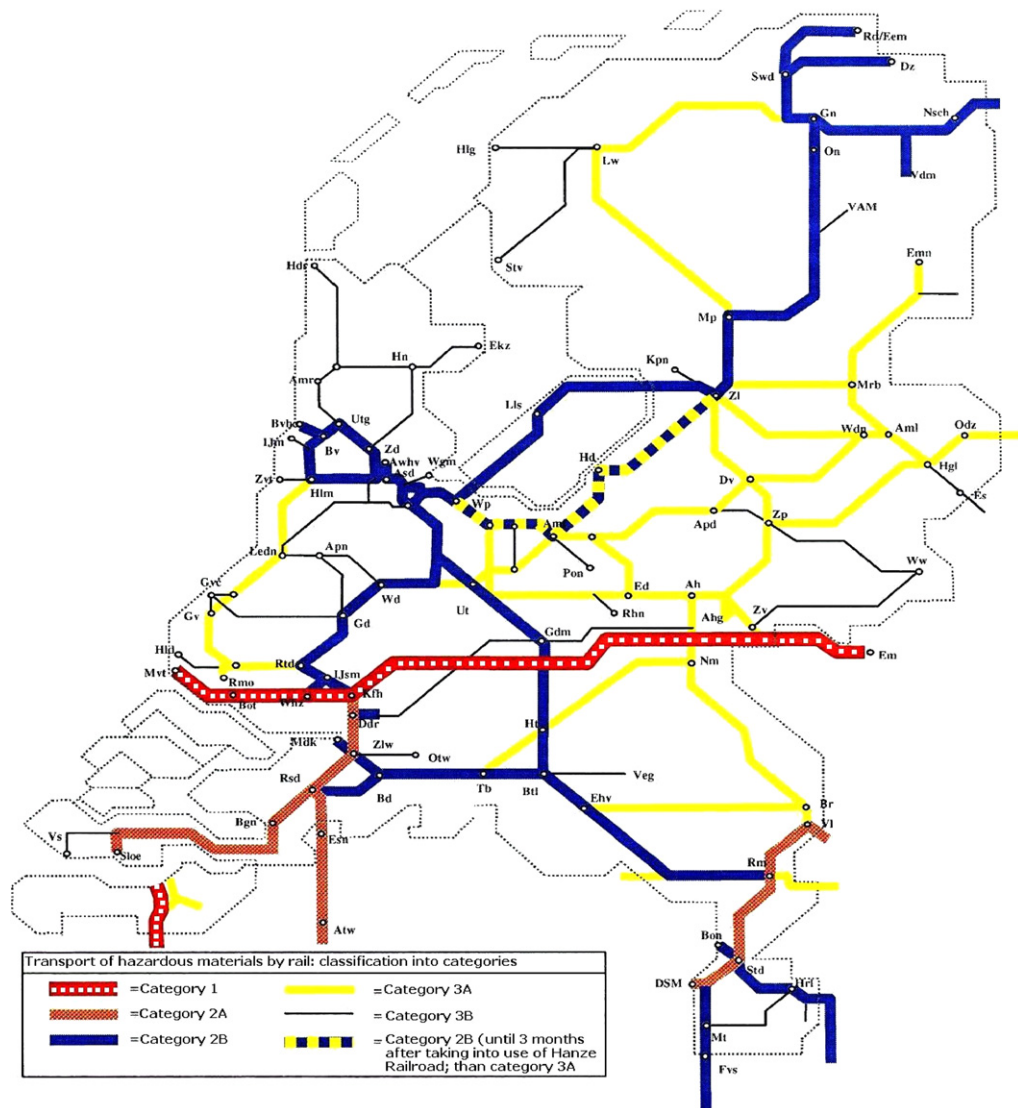 Rd/Eem
Dz
Swd
Gn
Nsch
On
Vdm
Hlg
Lw
VAM
Stv
Emn
Hdr
Mp
Hn
Ekz
Kpn
Amr
Zl
Mrb
Lls
Utg
Bvh
IJm
Bv
Zd
Wdn
Aml
Odz
Awhv
Wgm
Hd
Hgl
Zvt
Asd
Hlm
Wp
Dv
Es
Apd
Zp
Ledn
Apn
Pon
Ww
Gvc
Wd
Ut
Ed
Ah
Gv
Gd
Rhn
Ahg
Zv
Gdm
Hld
Rtd
Em
Mvt
Rmo
IJsm
Nm
Bot
Whz
Kfh
Ddr
Ht
Mdk
Zlw
Otw
Rsd
Bd
Tb
Btl
Veg
Ehv
Br
Bgn
Vl
Vs
Esn
Sloe
Rm
Atw
Bon
Std
DSM
Hrl
Mt
Fvs
Transport of hazardous materials by rail: classification into categories
=Category 1
=Category 3A
=Category 2A
=Category 3B
=Category 2B
= Category 2B (until 3 months
after taking into use of Hanze
Railroad; than category 3A